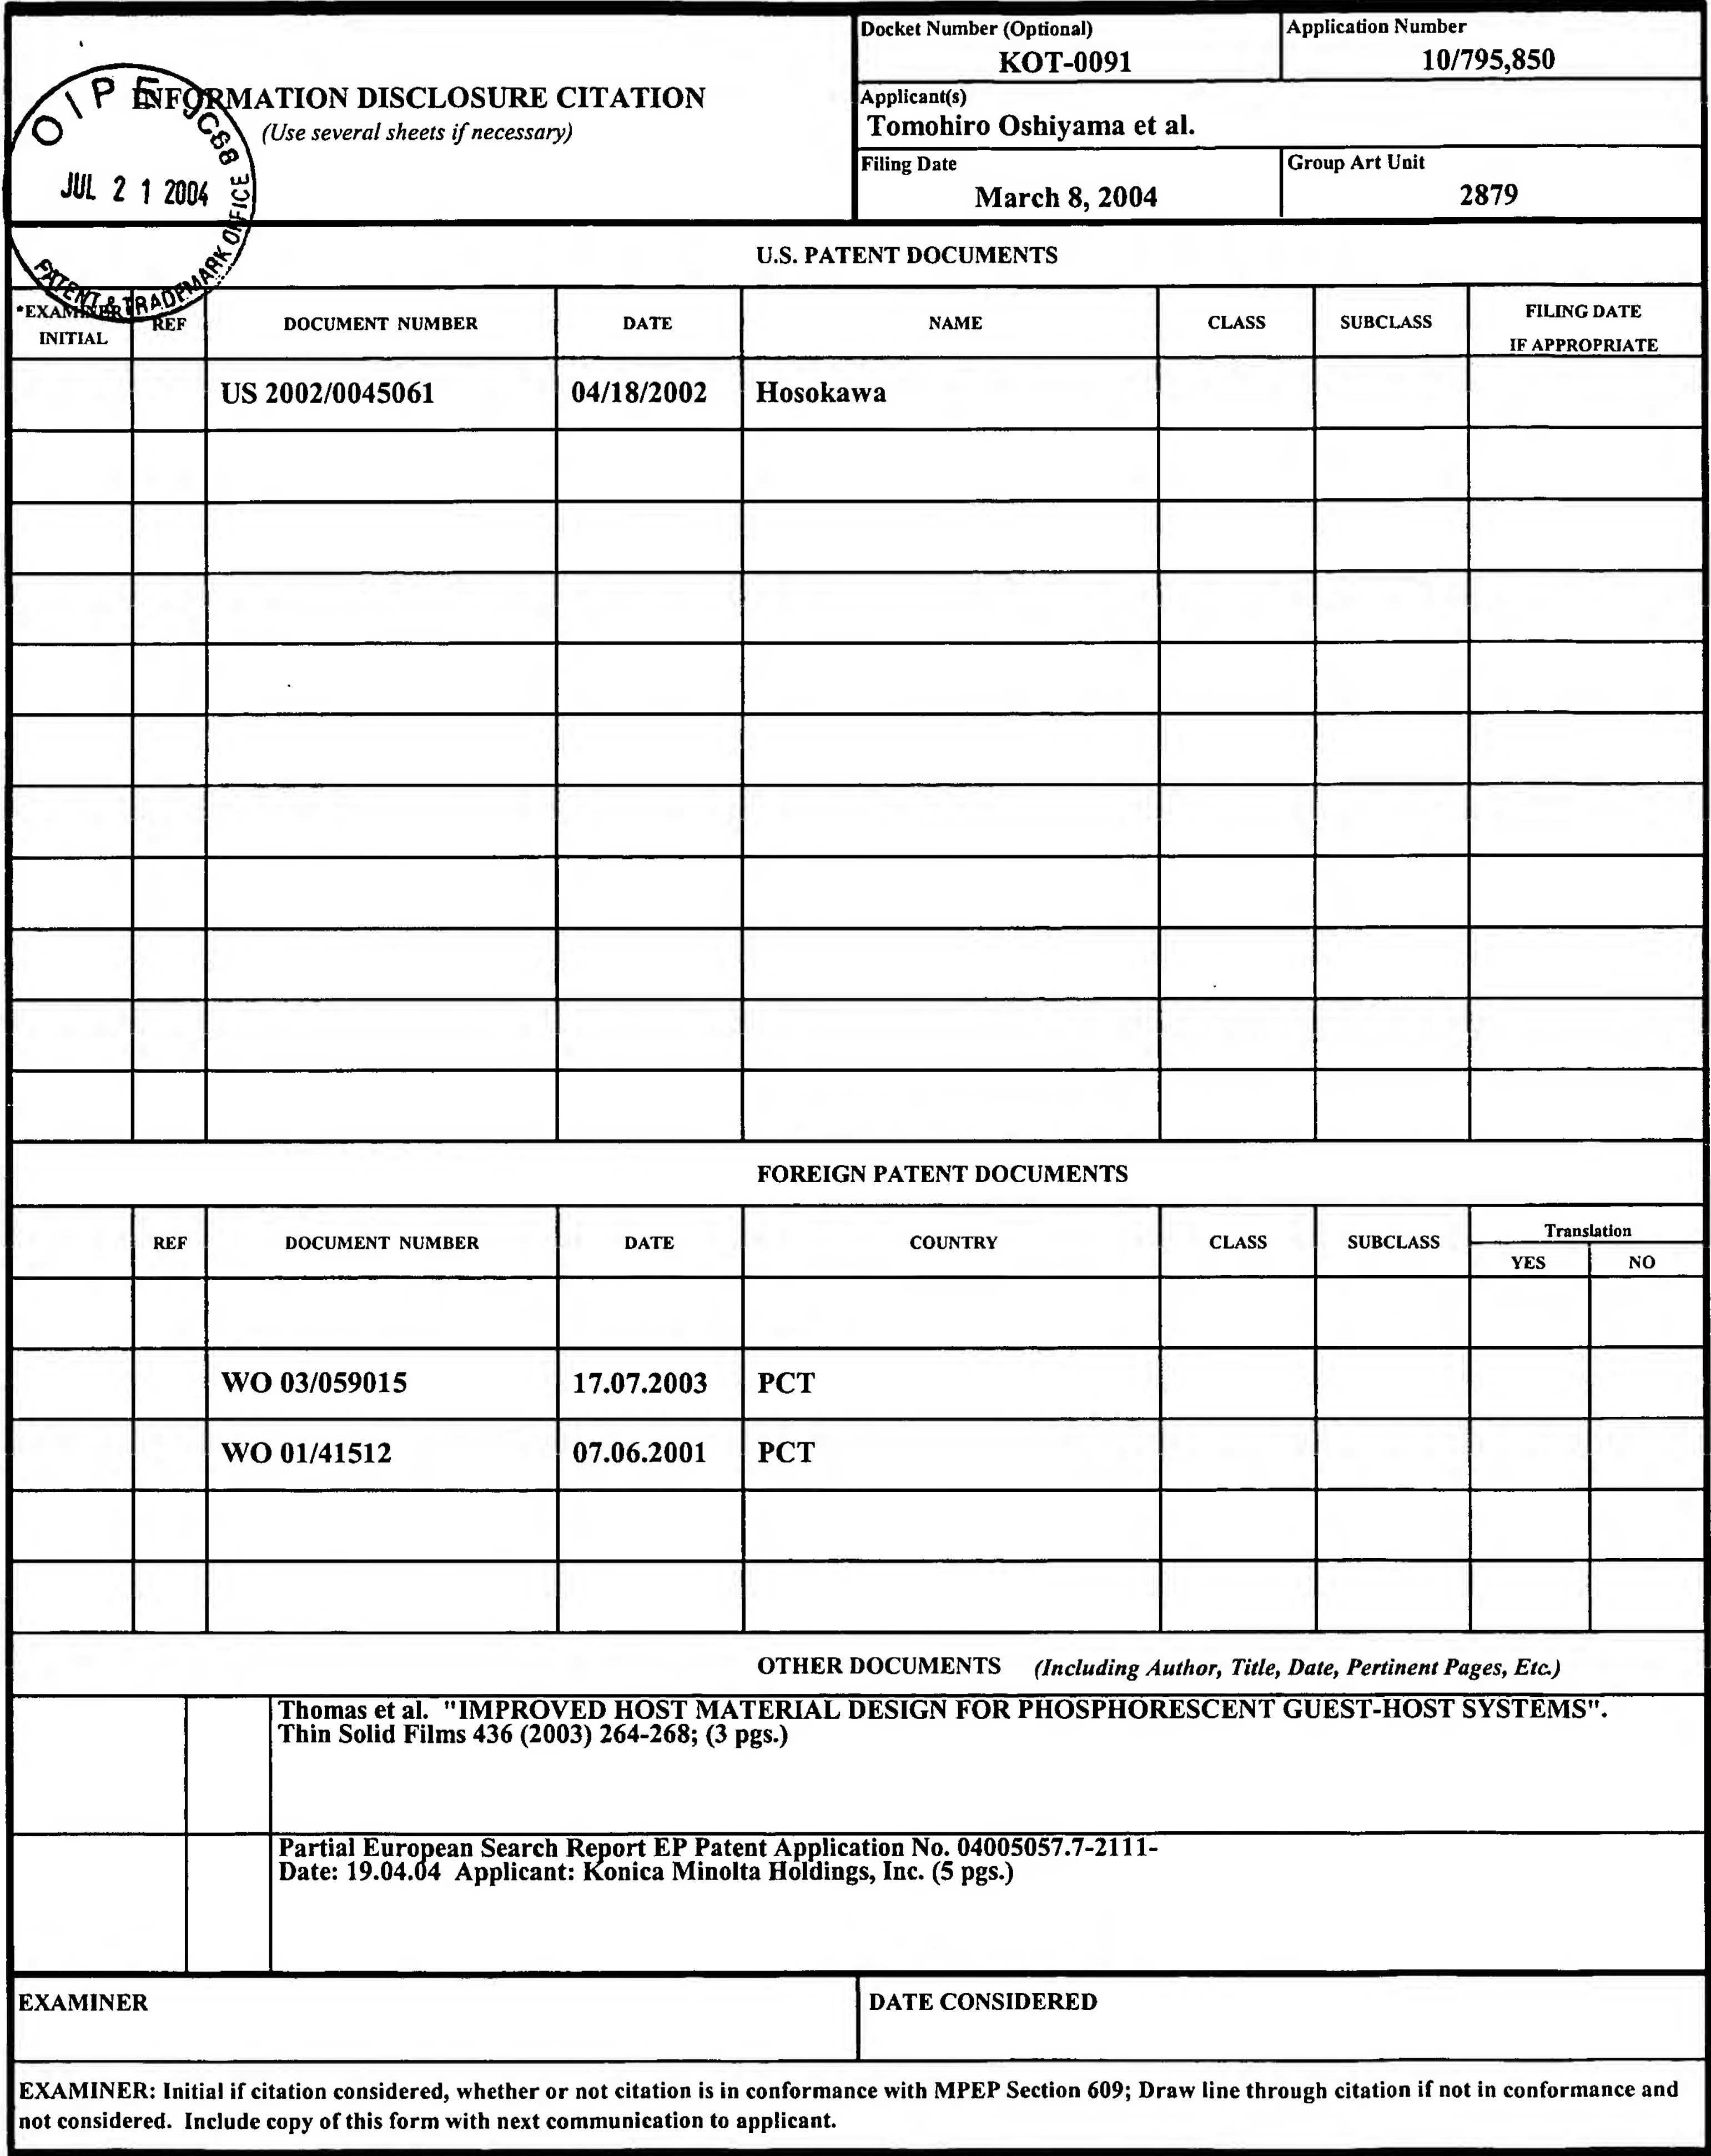 Docket Number (Optional)
KOT-0091
Application Number
10/795,850
INFORMATION DISCLOSURE CITATION
(Use several sheets if necessary)
Applicant(s)
Tomohiro Oshiyama et al.
Filing Date
March 8, 2004
Group Art Unit
2879
OIPE JC68
JUL 2 1 2004
PATENT & TRADEMARK OFFICE
U.S. PATENT DOCUMENTS
*EXAMINER
INITIAL
REF
DOCUMENT NUMBER
DATE
NAME
CLASS
SUBCLASS
FILING DATE
IF APPROPRIATE
US 2002/0045061
04/18/2002
Hosokawa
FOREIGN PATENT DOCUMENTS
REF
DOCUMENT NUMBER
DATE
COUNTRY
CLASS
SUBCLASS
Translation
YES
NO
WO 03/059015
17.07.2003
PCT
WO 01/41512
07.06.2001
PCT
OTHER DOCUMENTS (Including Author, Title, Date, Pertinent Pages, Etc.)
Thomas et al. "IMPROVED HOST MATERIAL DESIGN FOR PHOSPHORESCENT GUEST-HOST SYSTEMS".
Thin Solid Films 436 (2003) 264-268; (3 pgs.)
Partial European Search Report EP Patent Application No. 04005057.7-2111-
Date: 19.04.04 Applicant: Konica Minolta Holdings, Inc. (5 pgs.)
EXAMINER
DATE CONSIDERED
EXAMINER: Initial if citation considered, whether or not citation is in conformance with MPEP Section 609; Draw line through citation if not in conformance and
not considered. Include copy of this form with next communication to applicant.